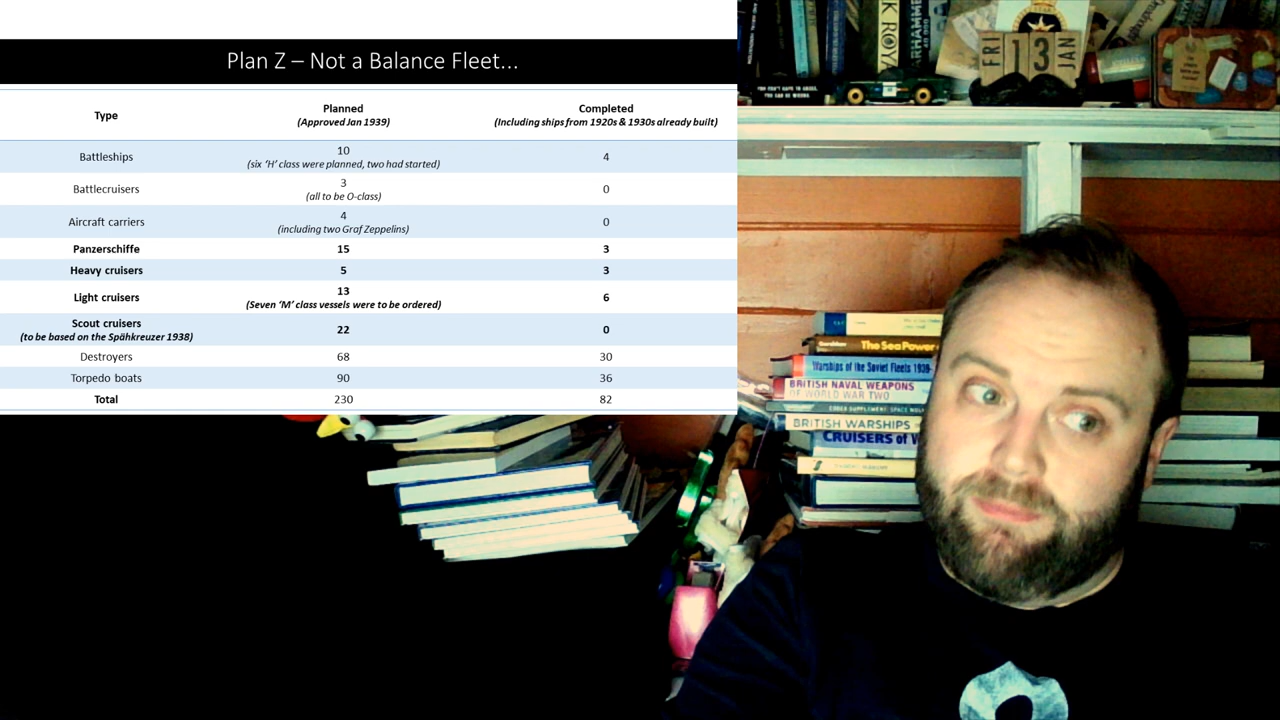 Plan Z – Not a Balance Fleet...
Type
Planned
(Approved Jan 1939)
Completed
(Including ships from 1920s & 1930s already built)
Battleships
10
(six ‘H’ class were planned, two had started)
4
Battlecruisers
3
(all to be O-class)
0
Aircraft carriers
4
(including two Graf Zeppelins)
0
Panzerschiffe
15
3
Heavy cruisers
5
3
Light cruisers
13
(Seven ‘M’ class vessels were to be ordered)
6
Scout cruisers
(to be based on the Spähkreuzer 1938)
22
0
Destroyers
68
30
Torpedo boats
90
36
Total
230
82
FRI
13
JAN
The Sea Power
Warships of the Soviet Fleets 1939-
BRITISH NAVAL WEAPONS
OF WORLD WAR TWO
BRITISH WARSHIPS
CRUISERS of W